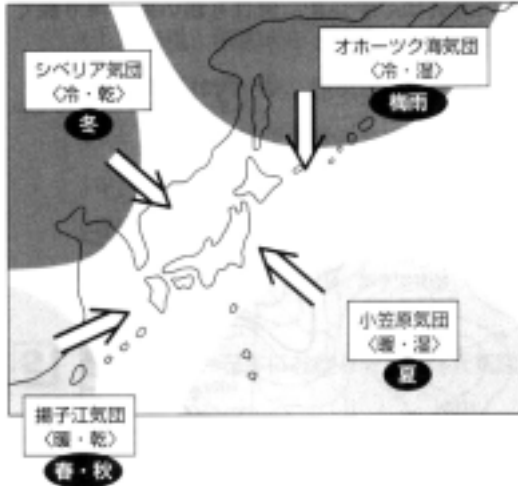 シベリア気団
〈冷・乾〉
冬
オホーツク海気団
〈冷・湿〉
梅雨
小笠原気団
〈暖・湿〉
夏
揚子江気団
〈暖・乾〉
春・秋